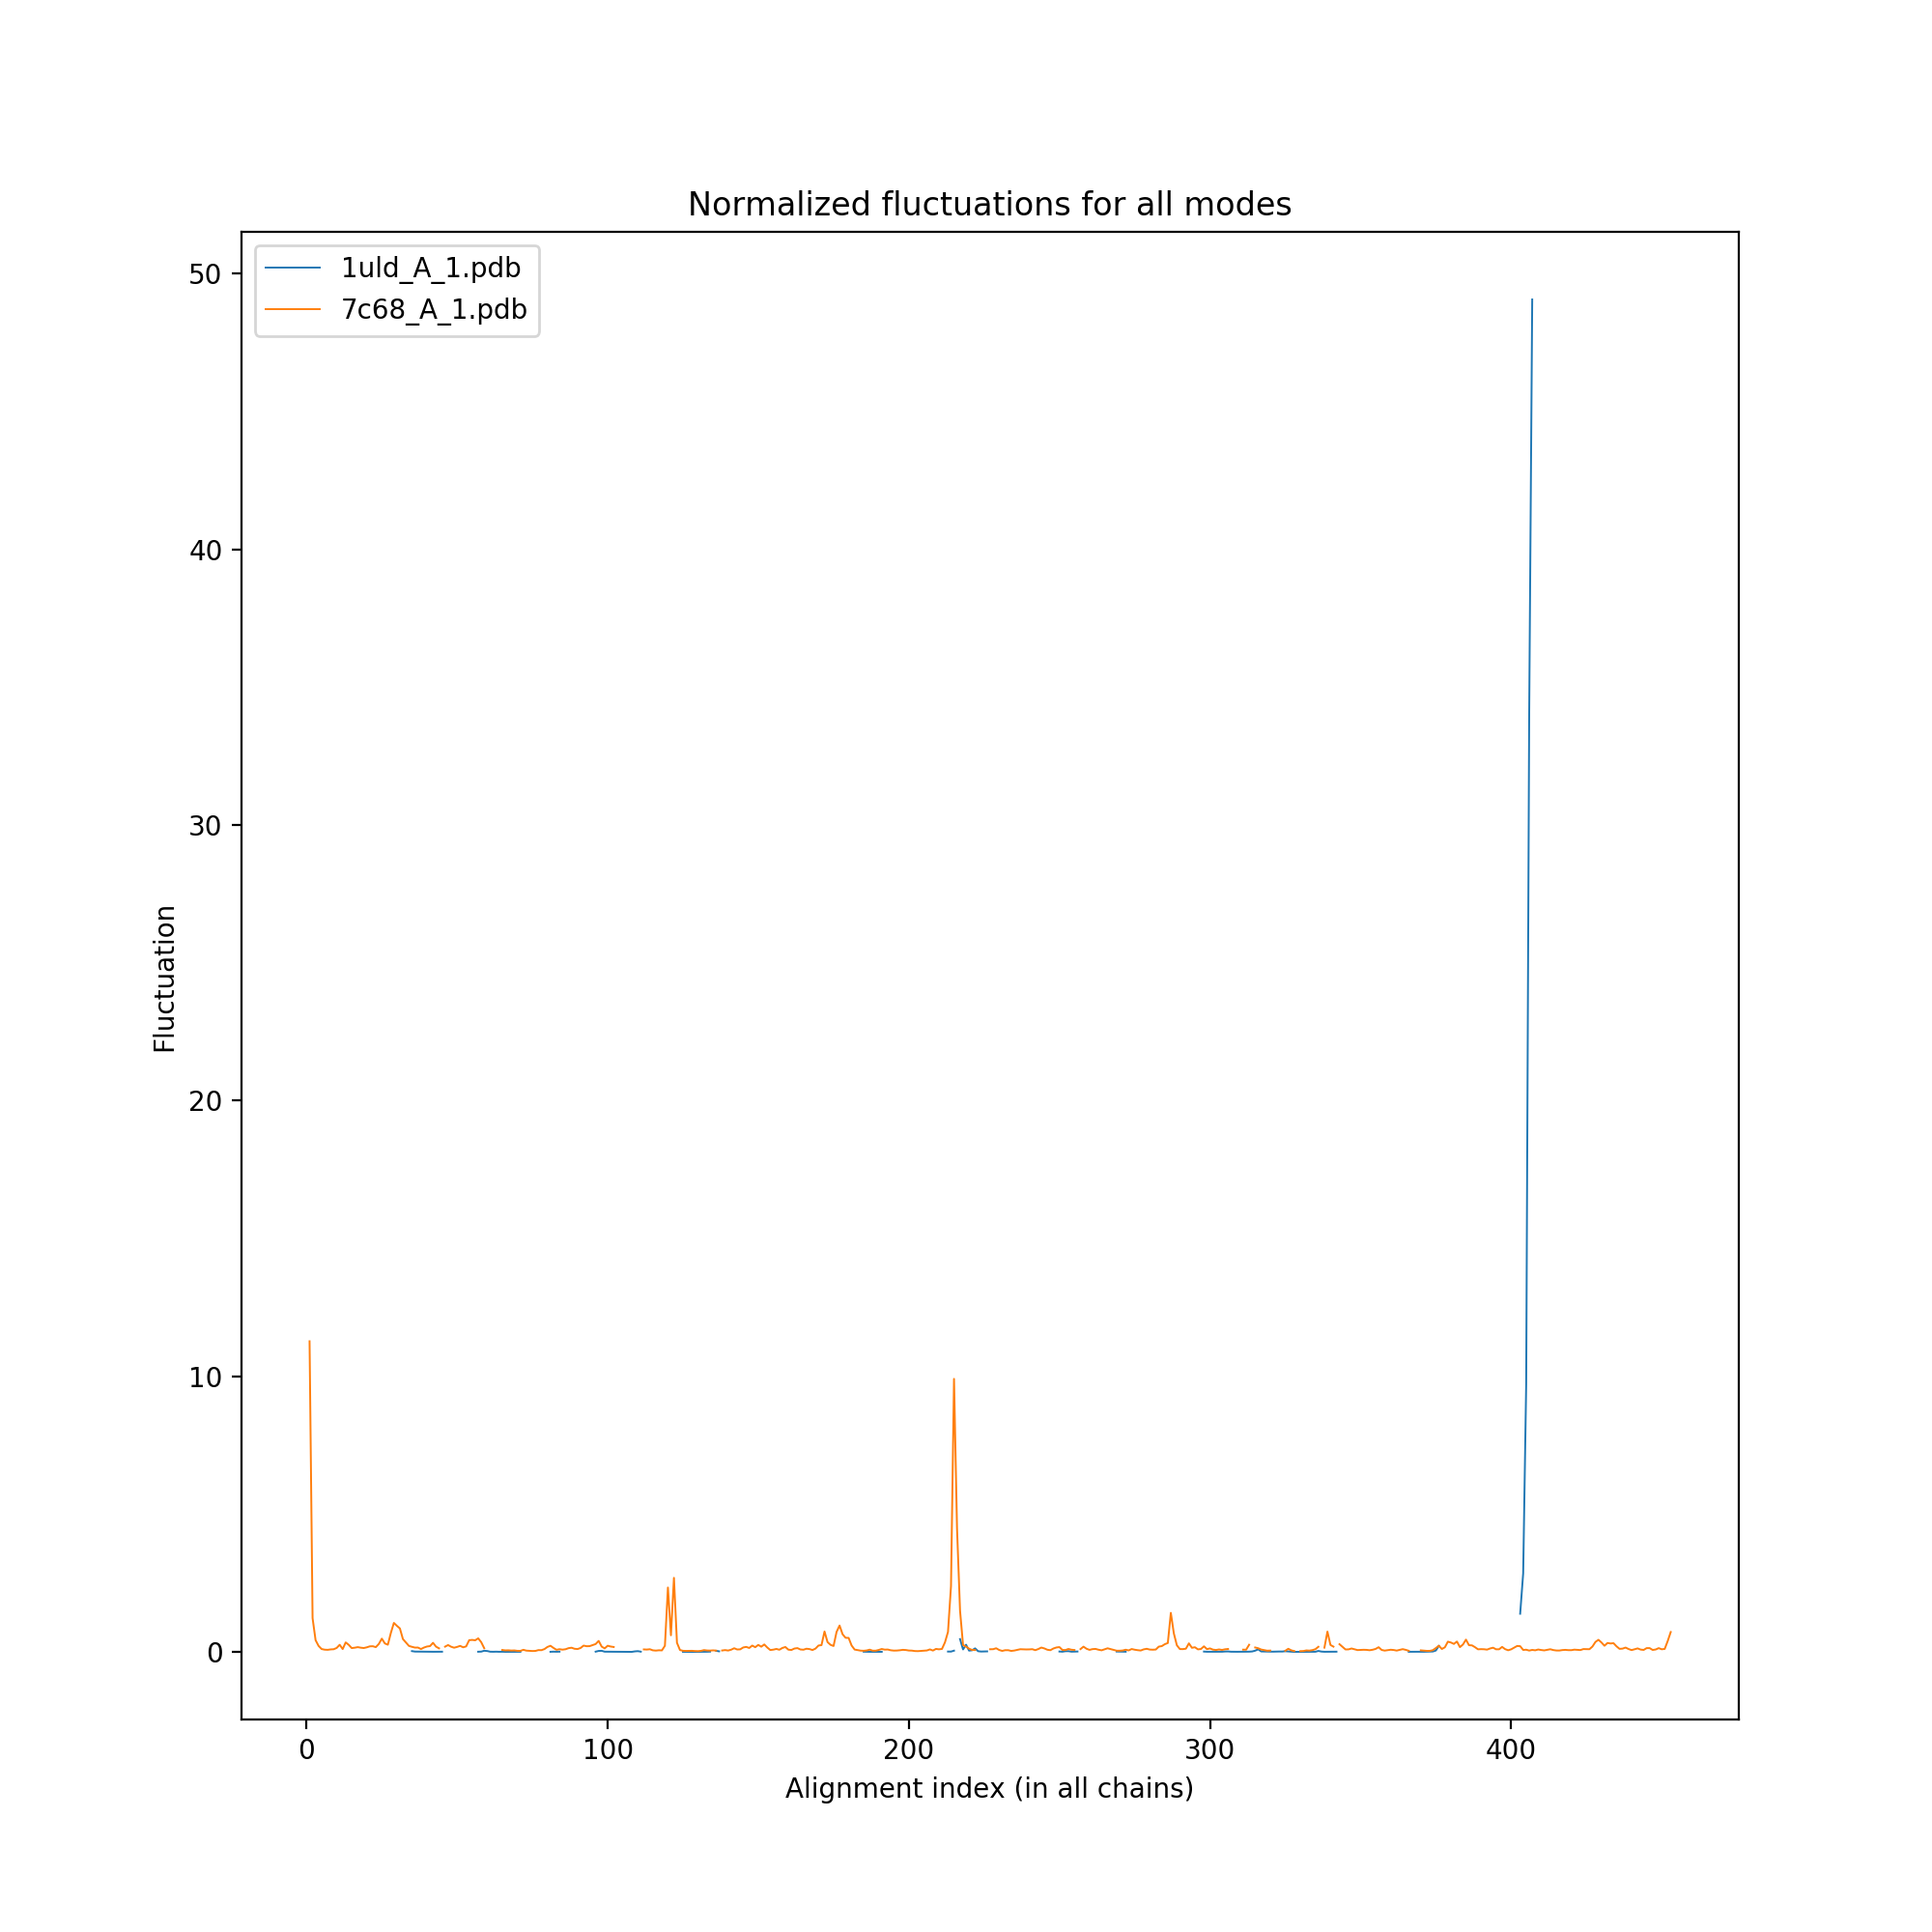 Normalized fluctuations for all modes
1uld_A_1.pdb
7c68_A_1.pdb
50
40
30
20
10
0
Fluctuation
0 100 200 300 400
Alignment index (in all chains)